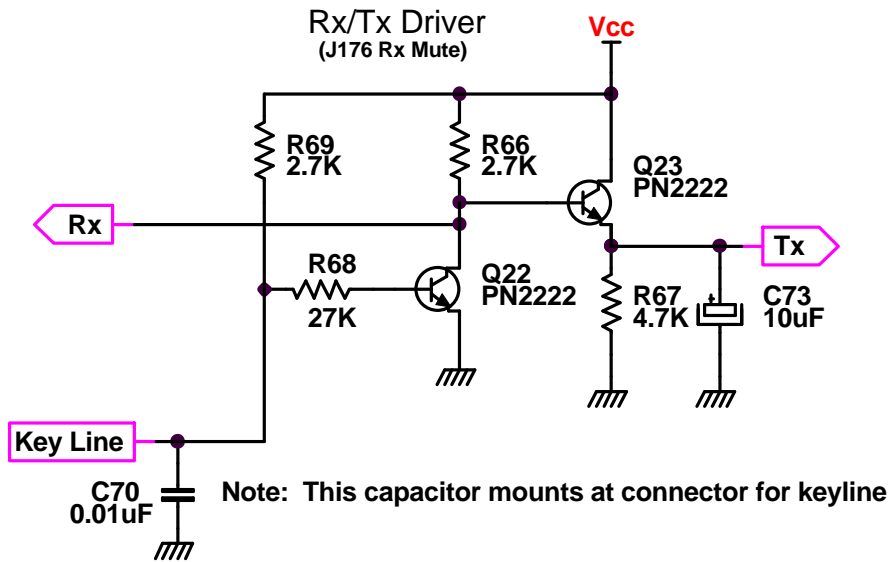 Rx/Tx Driver
(J176 Rx Mute)
Vcc
R69
2.7K
R66
2.7K
Q23
PN2222
Rx
Tx
R68
27K
Q22
PN2222
R67
4.7K
+
C73
10uF
Key Line
C70
0.01uF
Note: This capacitor mounts at connector for keyline